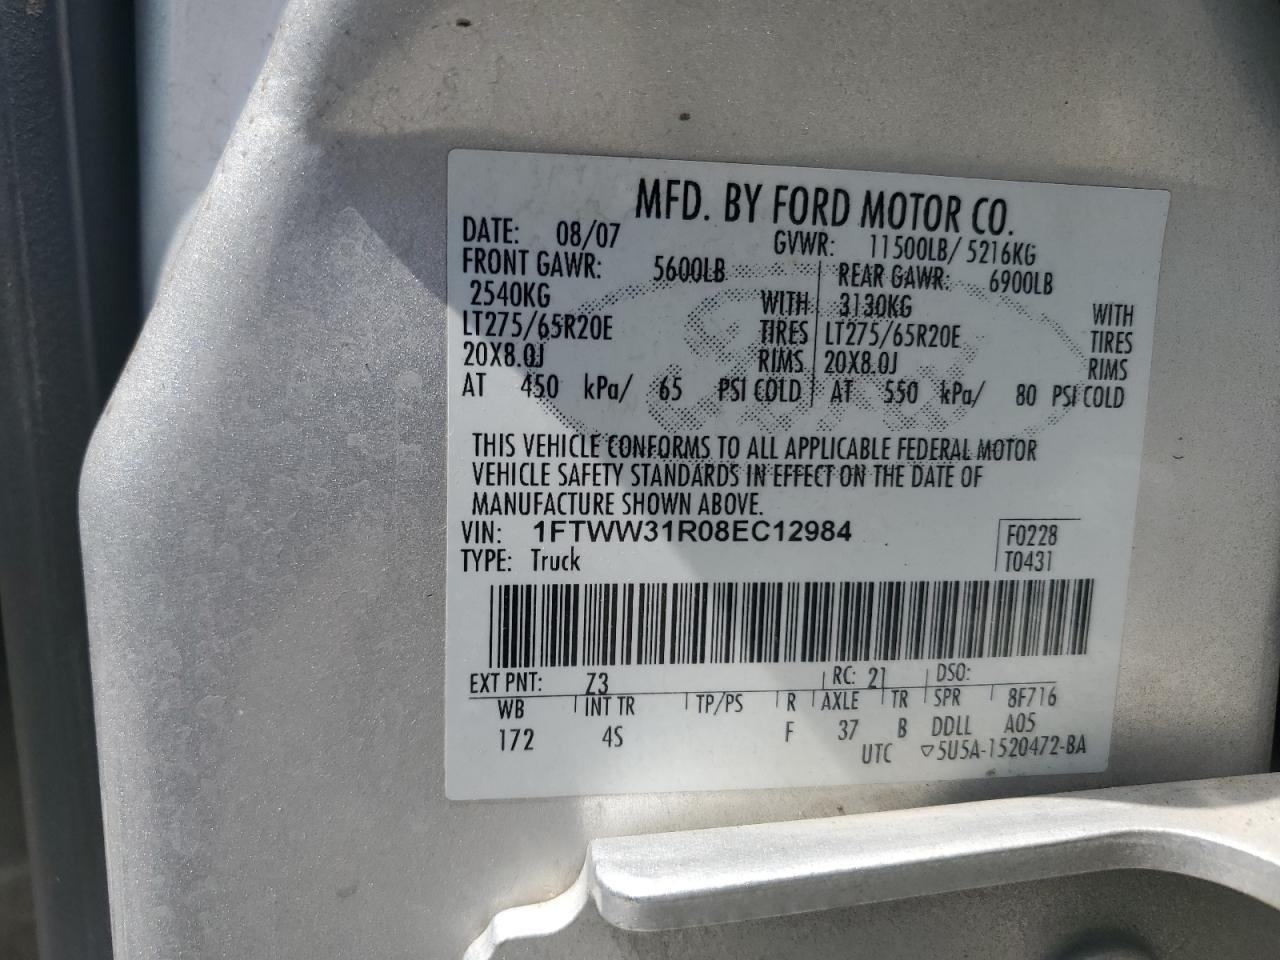 MFD. BY FORD MOTOR CO.
DATE: 08/07 GVWR: 11500LB/ 5216KG
FRONT GAWR: 5600LB REAR GAWR: 6900LB
2540KG WITH 3130KG WITH
LT275/65R20E TIRES LT275/65R20E TIRES
20X8.0J RIMS 20X8.0J RIMS
AT 450 kPa/ 65 PSI COLD AT 550 kPa/ 80 PSI COLD
THIS VEHICLE CONFORMS TO ALL APPLICABLE FEDERAL MOTOR
VEHICLE SAFETY STANDARDS IN EFFECT ON THE DATE OF
MANUFACTURE SHOWN ABOVE.
VIN: 1FTWW31R08EC12984 F0228
TYPE: Truck T0431
EXT PNT: Z3 RC: 21 DSO:
WB INT TR TP/PS R AXLE TR SPR 8F716
172 4S F 37 B DDLL A05
UTC ▽5U5A-1520472-BA